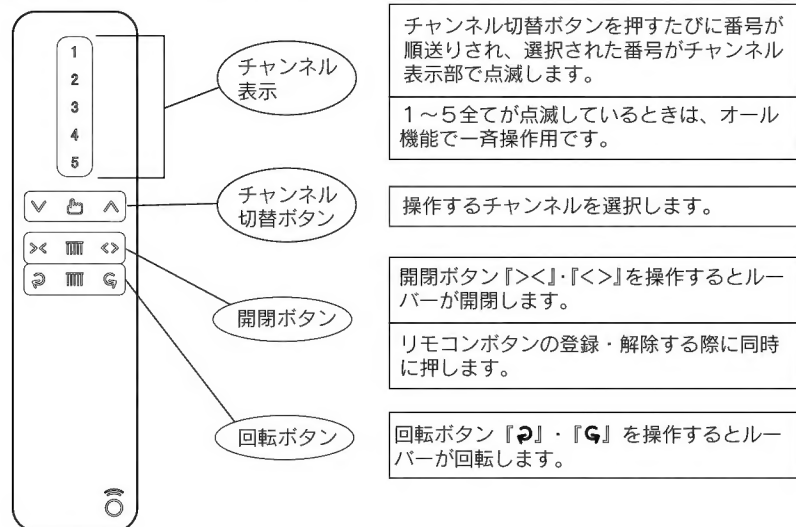 1
2
3
4
5
チャンネル
表示
チャンネル
切替ボタン
開閉ボタン
回転ボタン
チャンネル切替ボタンを押すたびに番号が
順送りされ、選択された番号がチャンネル
表示部で点滅します。
1～5全てが点滅しているときは、オール
機能で一斉操作用です。
操作するチャンネルを選択します。
開閉ボタン『><』･『<>』を操作するとルー
バーが開閉します。
リモコンボタンの登録・解除する際に同時
に押します。
回転ボタン『』・『』を操作するとルー
バーが回転します。